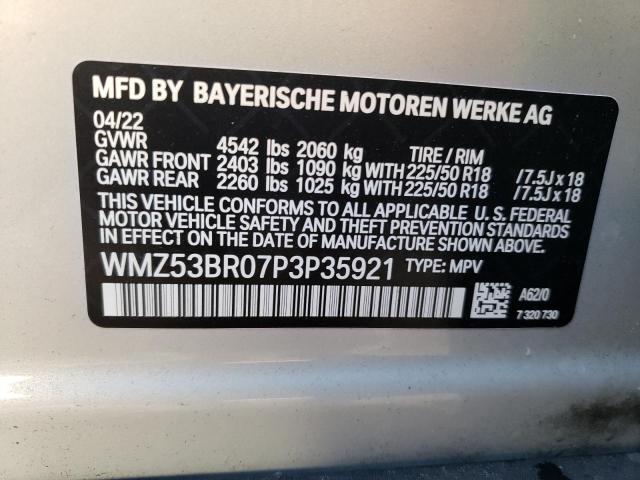 MFD BY BAYERISCHE MOTOREN WERKE AG
04/22
GVWR 4542 lbs 2060 kg TIRE / RIM
GAWR FRONT 2403 lbs 1090 kg WITH 225/50 R18 /7.5J x 18
GAWR REAR 2260 lbs 1025 kg WITH 225/50 R18 /7.5J x 18
THIS VEHICLE CONFORMS TO ALL APPLICABLE U. S. FEDERAL
MOTOR VEHICLE SAFETY AND THEFT PREVENTION STANDARDS
IN EFFECT ON THE DATE OF MANUFACTURE SHOWN ABOVE.
WMZ53BR07P3P35921 TYPE: MPV
A62/0
7 320 730